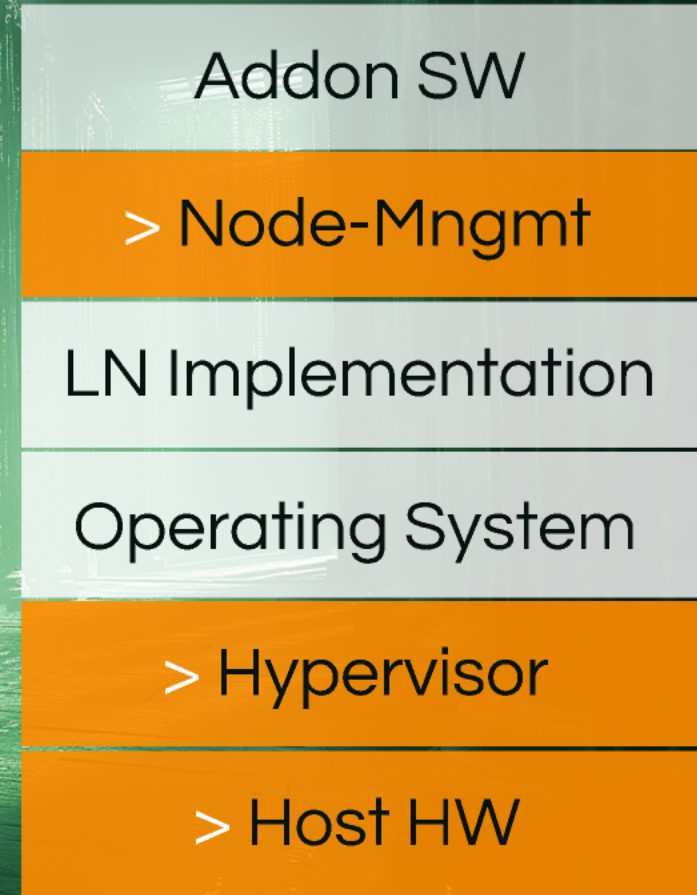 Addon SW
> Node-Mngmt
LN Implementation
Operating System
> Hypervisor
> Host HW